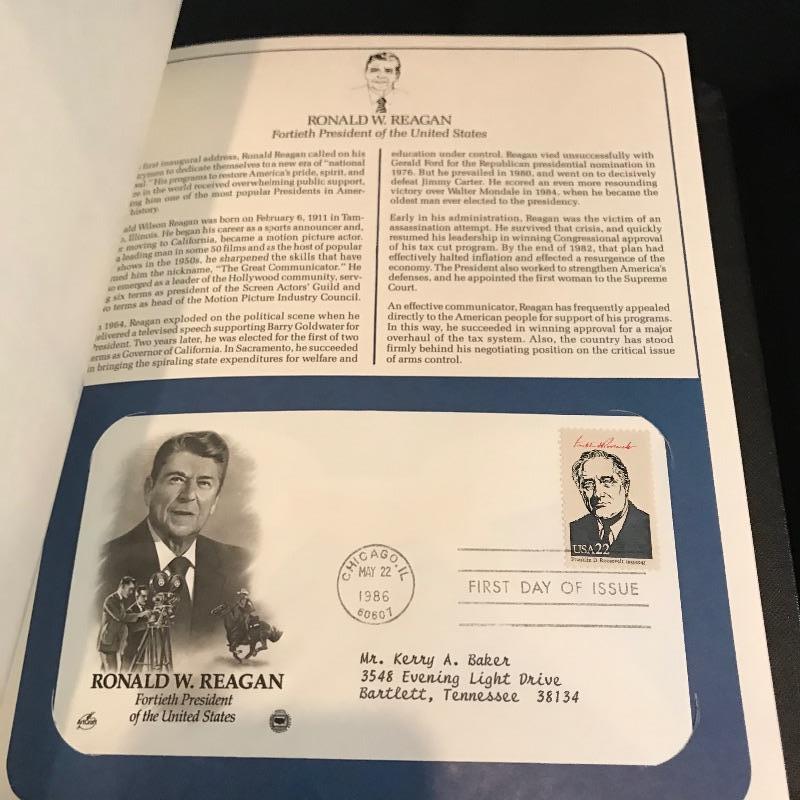 RONALD W. REAGAN
Fortieth President of the United States
first inaugural address, Ronald Reagan called on his
to dedicate themselves to a new era of "national
"His programs to restore America's pride, spirit, and
in the world received overwhelming public support,
him one of the most popular Presidents in Amer-
history.
Wilson Reagan was born on February 6, 1911 in Tam-
Illinois. He began his career as a sports announcer and,
moving to California, became a motion picture actor.
a leading man in some 50 films and as the host of popular
shows in the 1950s, he sharpened the skills that have
him the nickname, "The Great Communicator." He
emerged as a leader of the Hollywood community, serv-
six terms as president of the Screen Actors' Guild and
terms as head of the Motion Picture Industry Council.
1964, Reagan exploded on the political scene when he
delivered a televised speech supporting Barry Goldwater for
President. Two years later, he was elected for the first of two
terms as Governor of California. In Sacramento, he succeeded
in bringing the spiraling state expenditures for welfare and
education under control. Reagan vied unsuccessfully with
Gerald Ford for the Republican presidential nomination in
1976. But he prevailed in 1980, and went on to decisively
defeat Jimmy Carter. He scored an even more resounding
victory over Walter Mondale in 1984, when he became the
oldest man ever elected to the presidency.
Early in his administration, Reagan was the victim of an
assassination attempt. He survived that crisis, and quickly
resumed his leadership in winning Congressional approval
of his tax cut program. By the end of 1982, that plan had
effectively halted inflation and effected a resurgence of the
economy. The President also worked to strengthen America's
defenses, and he appointed the first woman to the Supreme
Court.
An effective communicator, Reagan has frequently appealed
directly to the American people for support of his programs.
In this way, he succeeded in winning approval for a major
overhaul of the tax system. Also, the country has stood
firmly behind his negotiating position on the critical issue
of arms control.
USA 22
Franklin D. Roosevelt
CHICAGO, IL
MAY 22
1986
60607
FIRST DAY OF ISSUE
Mr. Kerry A. Baker
3548 Evening Light Drive
Bartlett, Tennessee 38134
RONALD W. REAGAN
Fortieth President
of the United States
ArtCraft